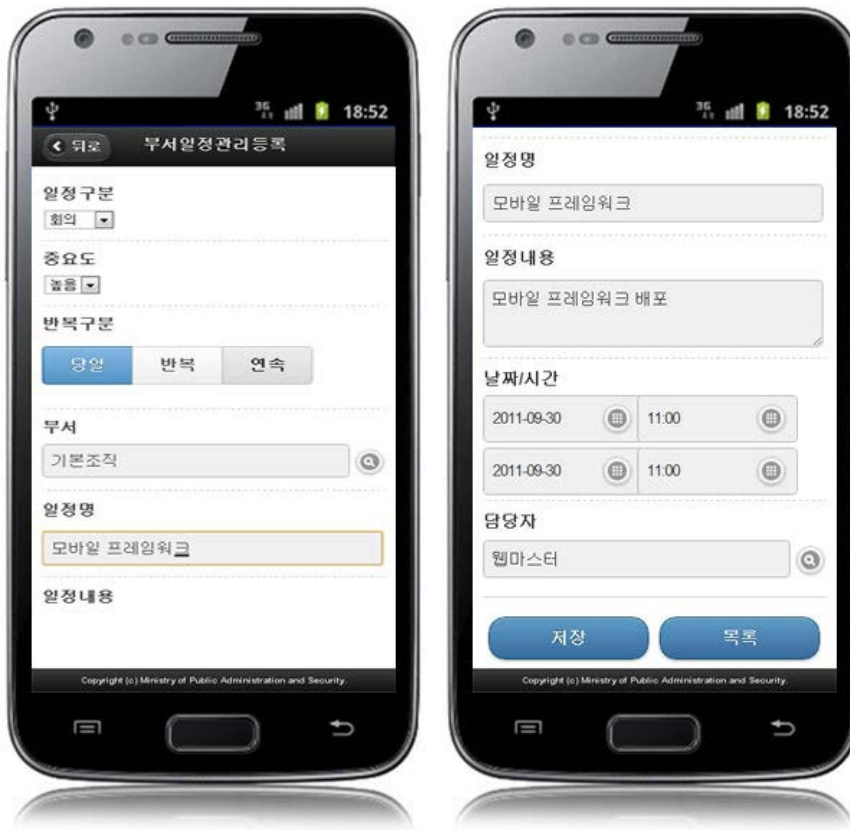 3G
18:52
뒤로
부서일정관리등록
일정구분
회의
중요도
높음
반복구분
당일 반복 연속
부서
기본조직
일정명
모바일 프레임워크
일정내용
Copyright (c) Ministry of Public Administration and Security.
3G
18:52
일정명
모바일 프레임워크
일정내용
모바일 프레임워크 배포
날짜/시간
2011-09-30 11:00
2011-09-30 11:00
담당자
웹마스터
저장 목록
Copyright (c) Ministry of Public Administration and Security.